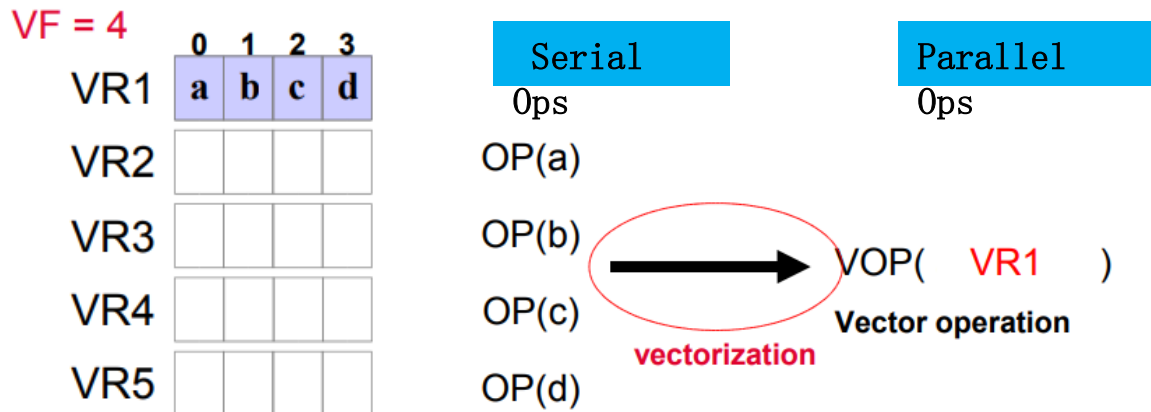 VF = 4
0 1 2 3
VR1 a b c d
VR2
VR3
VR4
VR5
Serial
Ops
OP(a)
OP(b)
OP(c)
OP(d)
vectorization
Parallel
Ops
VOP( VR1 )
Vector operation